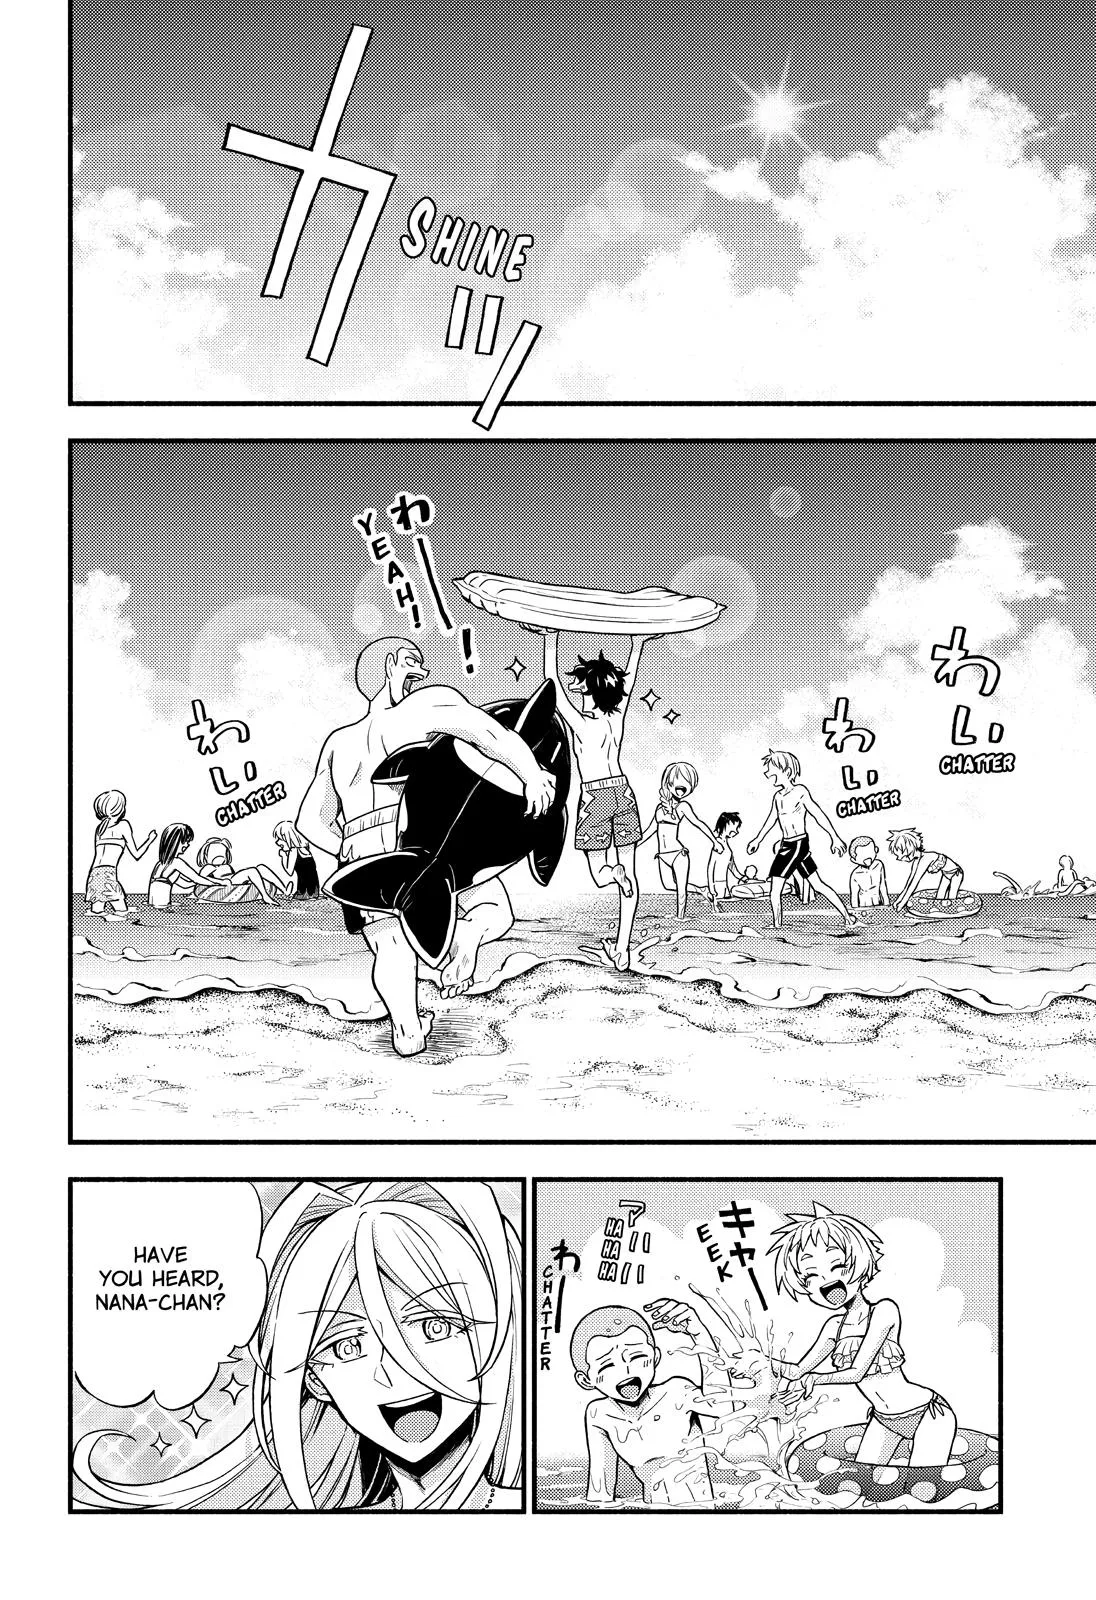 カッ
SHINE
わーー!
YEAH!
わい
CHATTER
わい
CHATTER
わい
CHATTER
キャー
EEK
アハハハ
HA HA HA HA
わー
CHATTER
HAVE
YOU HEARD,
NANA-CHAN?